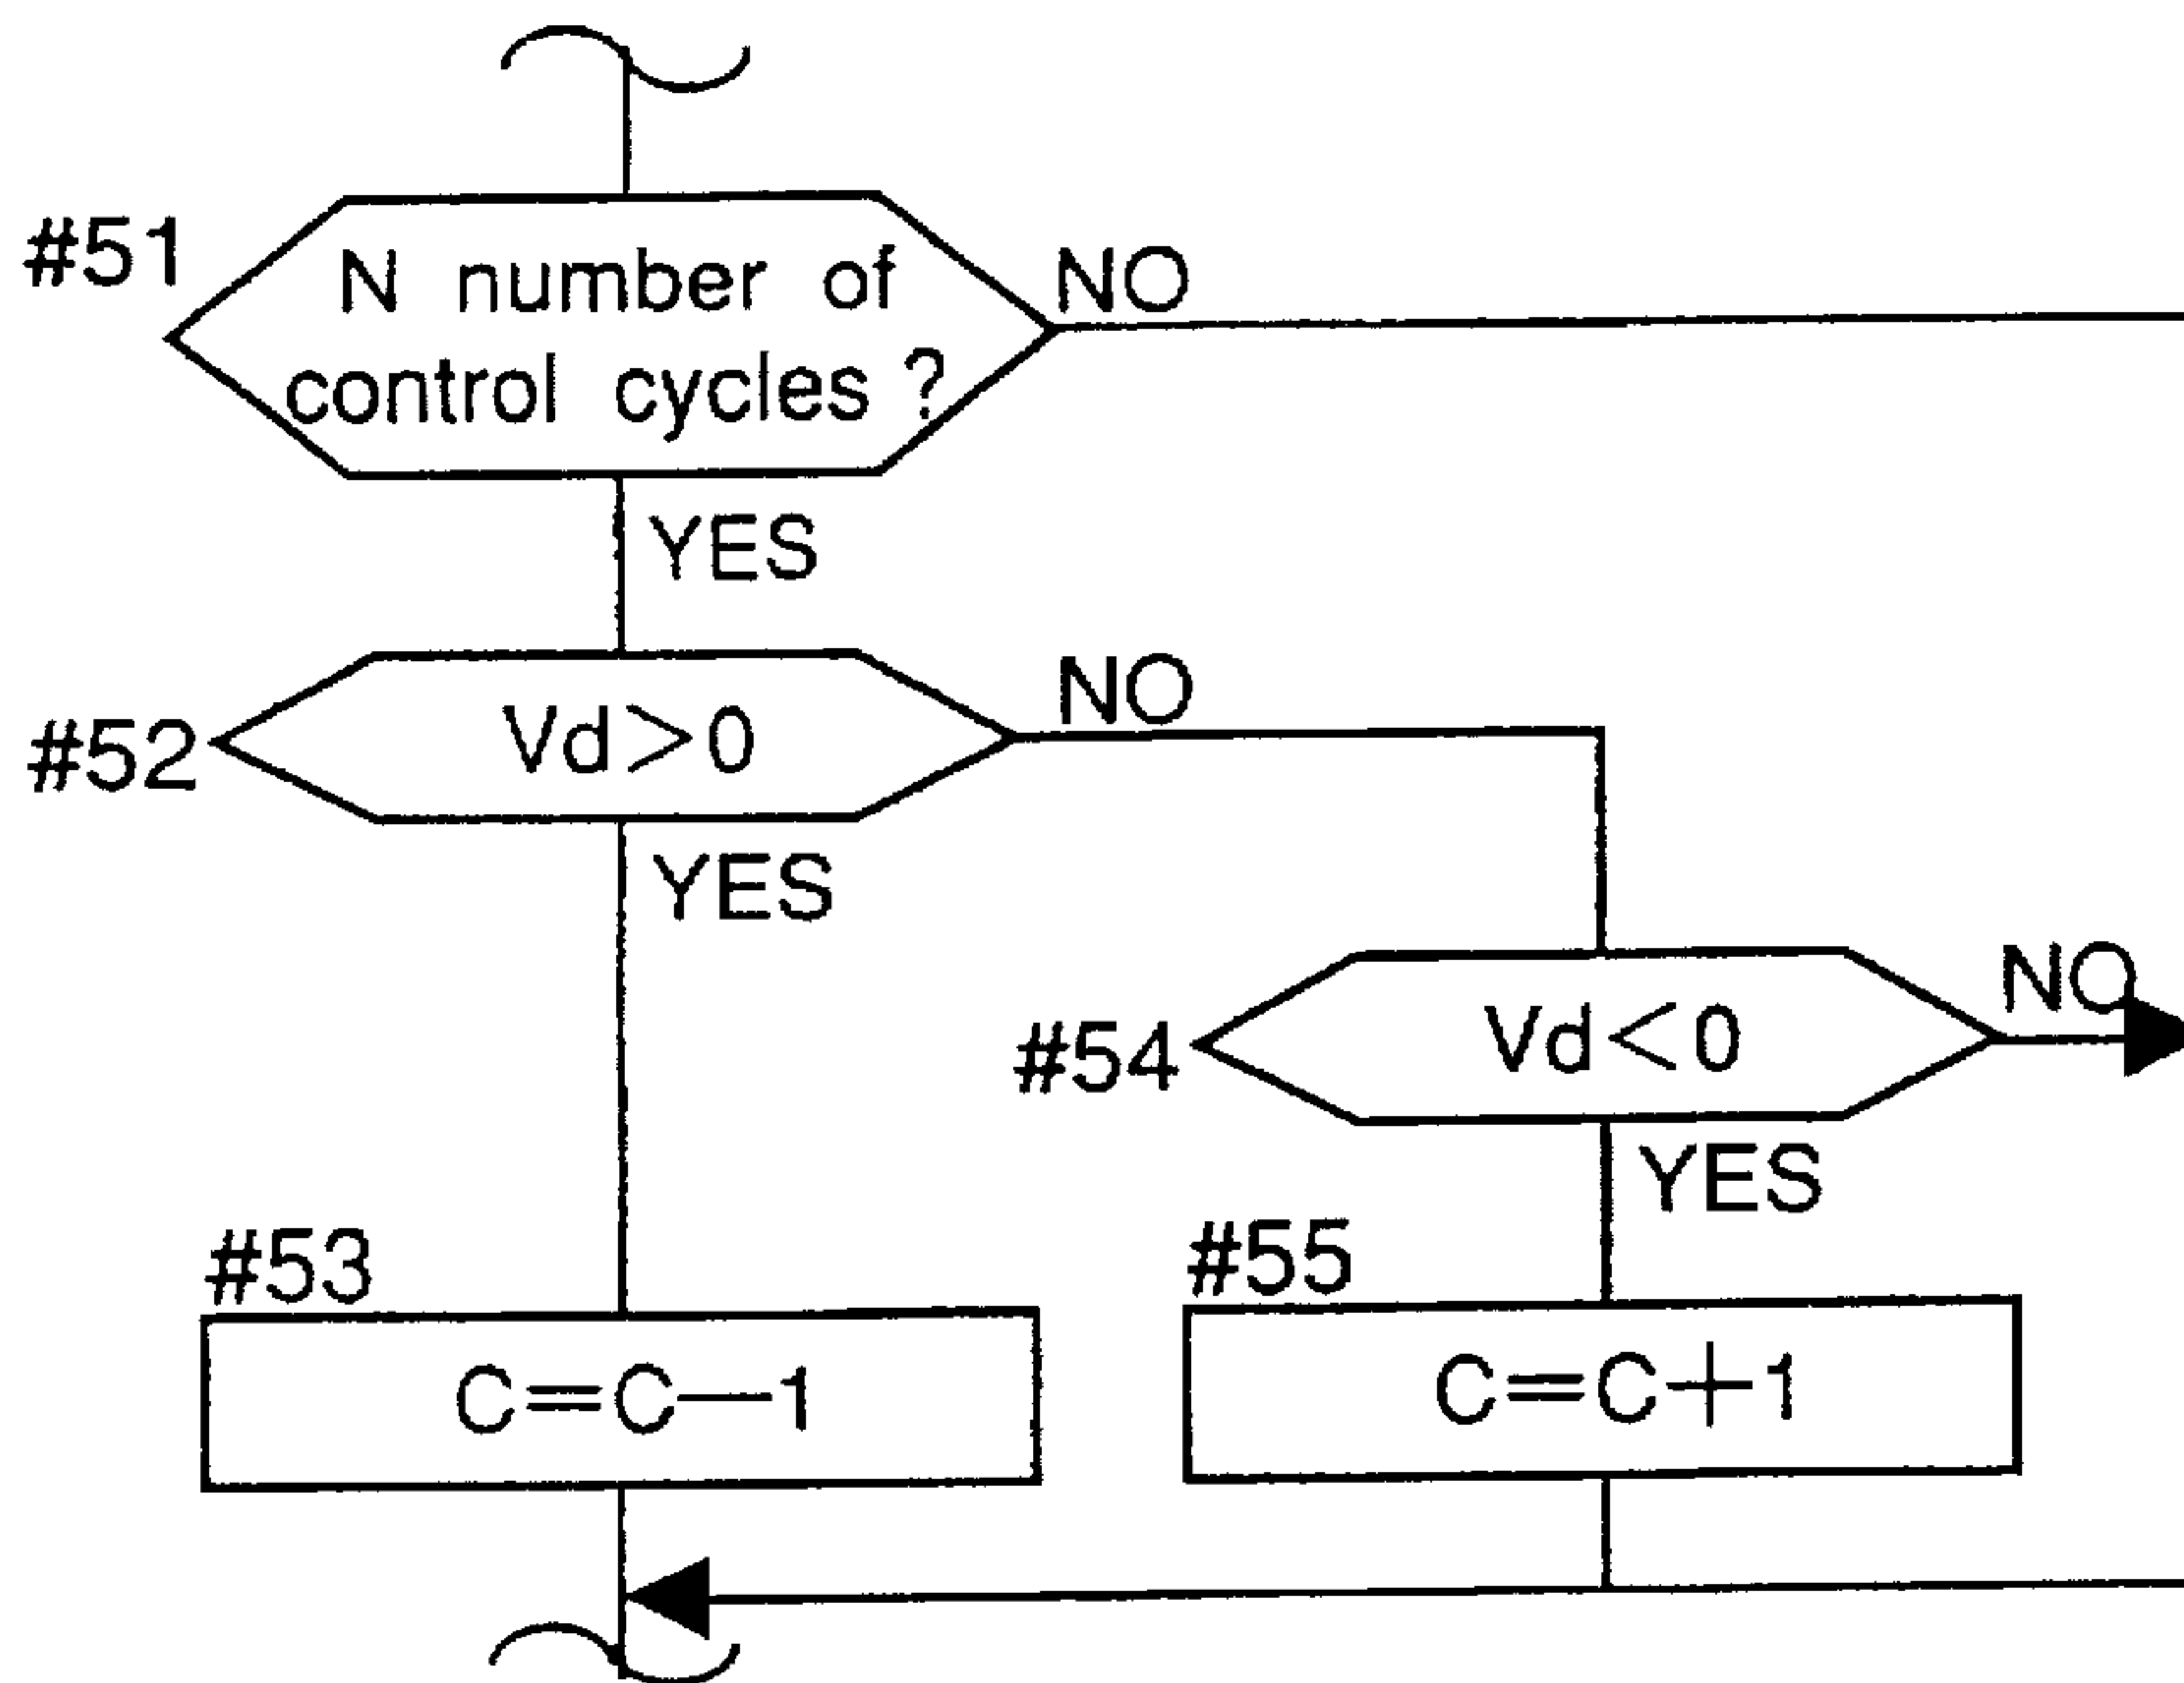 #51
N number of
control cycles ?
NO
YES
#52
Vd>0
NO
YES
#54
Vd<0
NO
YES
#53
C=C−1
#55
C=C+1